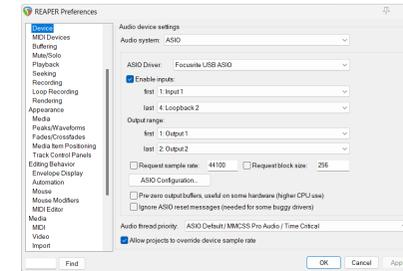 REAPER Preferences
Device
MIDI Devices
Buffering
Mute/Solo
Playback
Seeking
Recording
Loop Recording
Rendering
Appearance
Media
Peaks/Waveforms
Fades/Crossfades
Media Item Positioning
Track Control Panels
Editing Behavior
Envelope Display
Automation
Mouse
Mouse Modifiers
MIDI Editor
Media
MIDI
Video
Import
Find
Audio device settings
Audio system: ASIO
ASIO Driver: Focusrite USB ASIO
Enable inputs:
first 1: Input 1
last 4: Loopback 2
Output range:
first 1: Output 1
last 2: Output 2
Request sample rate: 44100 Request block size: 256
ASIO Configuration...
Pre-zero output buffers, useful on some hardware (higher CPU use)
Ignore ASIO reset messages (needed for some buggy drivers)
Audio thread priority: ASIO Default / MMCSS Pro Audio / Time Critical
Allow projects to override device sample rate
OK Cancel App